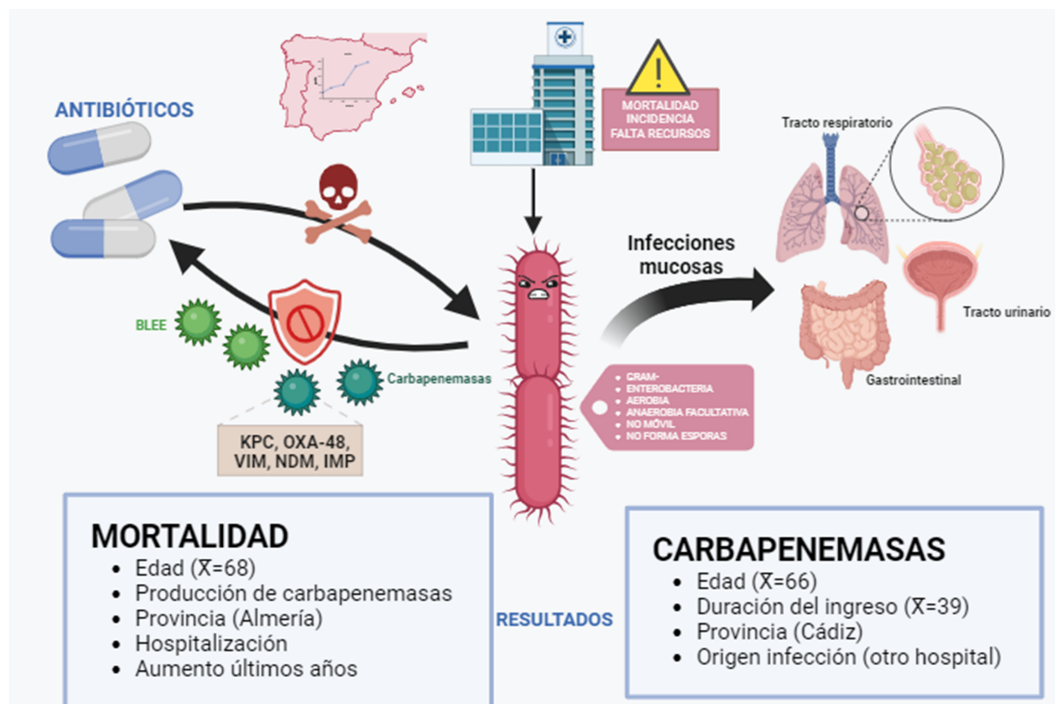 ANTIBIÓTICOS
MORTALIDAD
INCIDENCIA
FALTA RECURSOS
Tracto respiratorio
Infecciones
mucosas
Tracto urinario
Gastrointestinal
BLEE
Carbapenemasas
KPC, OXA-48,
VIM, NDM, IMP
GRAM-
ENTEROBACTERIA
AEROBIA
ANAEROBIA FACULTATIVA
NO MÓVIL
NO FORMA ESPORAS
MORTALIDAD
• Edad (X̅=68)
• Producción de carbapenemasas
• Provincia (Almería)
• Hospitalización
• Aumento últimos años
RESULTADOS
CARBAPENEMASAS
• Edad (X̅=66)
• Duración del ingreso (X̅=39)
• Provincia (Cádiz)
• Origen infección (otro hospital)